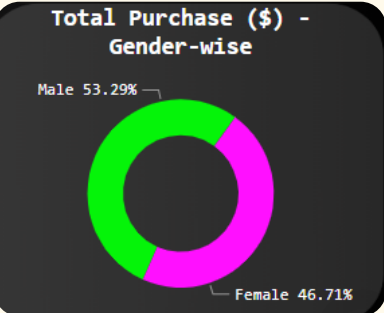 Total Purchase ($) -
Gender-wise
Male 53.29%
Female 46.71%